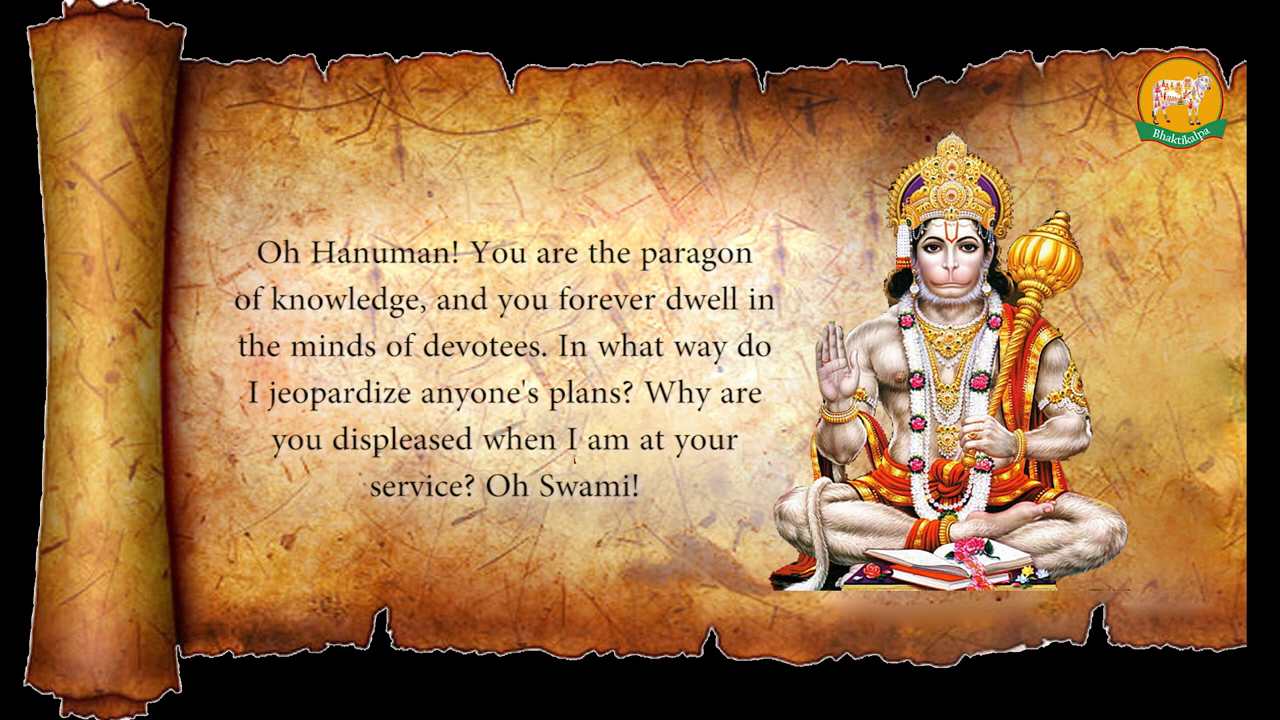 Bhaktikalpa
Oh Hanuman! You are the paragon
of knowledge, and you forever dwell in
the minds of devotees. In what way do
I jeopardize anyone's plans? Why are
you displeased when I am at your
service? Oh Swami!